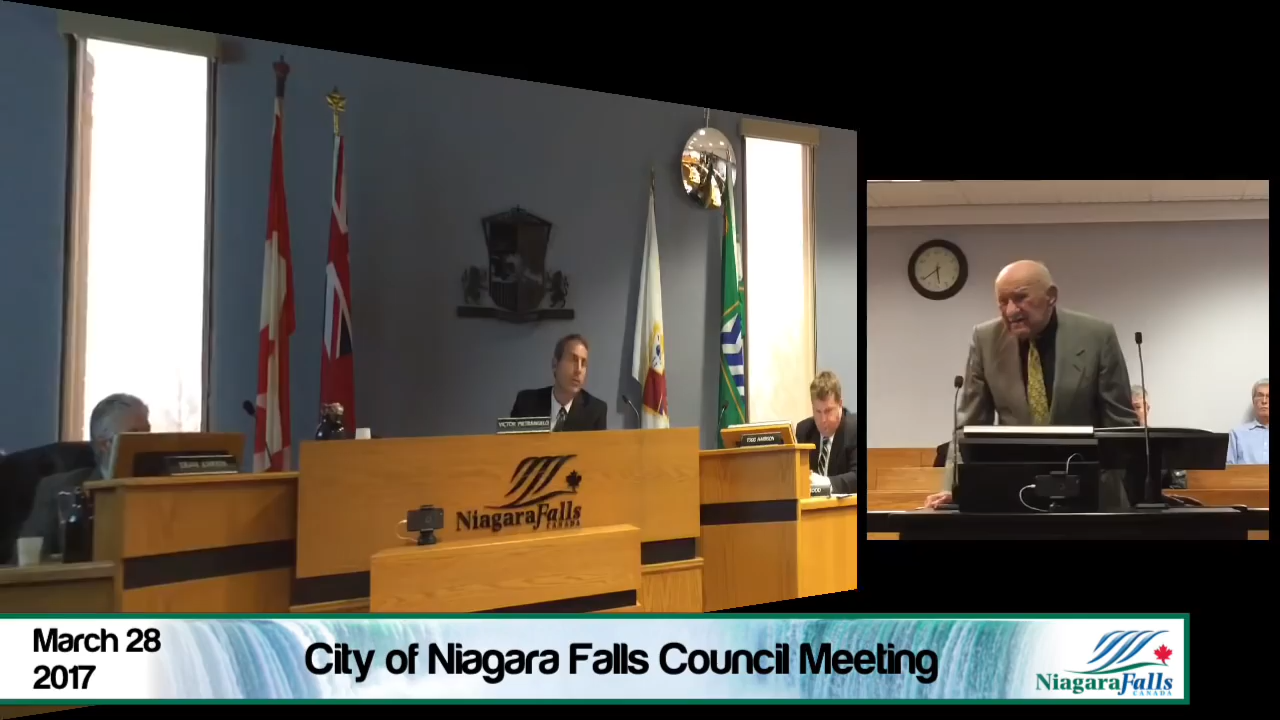 VICTOR PIETRANGELO
TODD HARRISON
NiagaraFalls
CANADA
March 28
2017
City of Niagara Falls Council Meeting
NiagaraFalls
CANADA